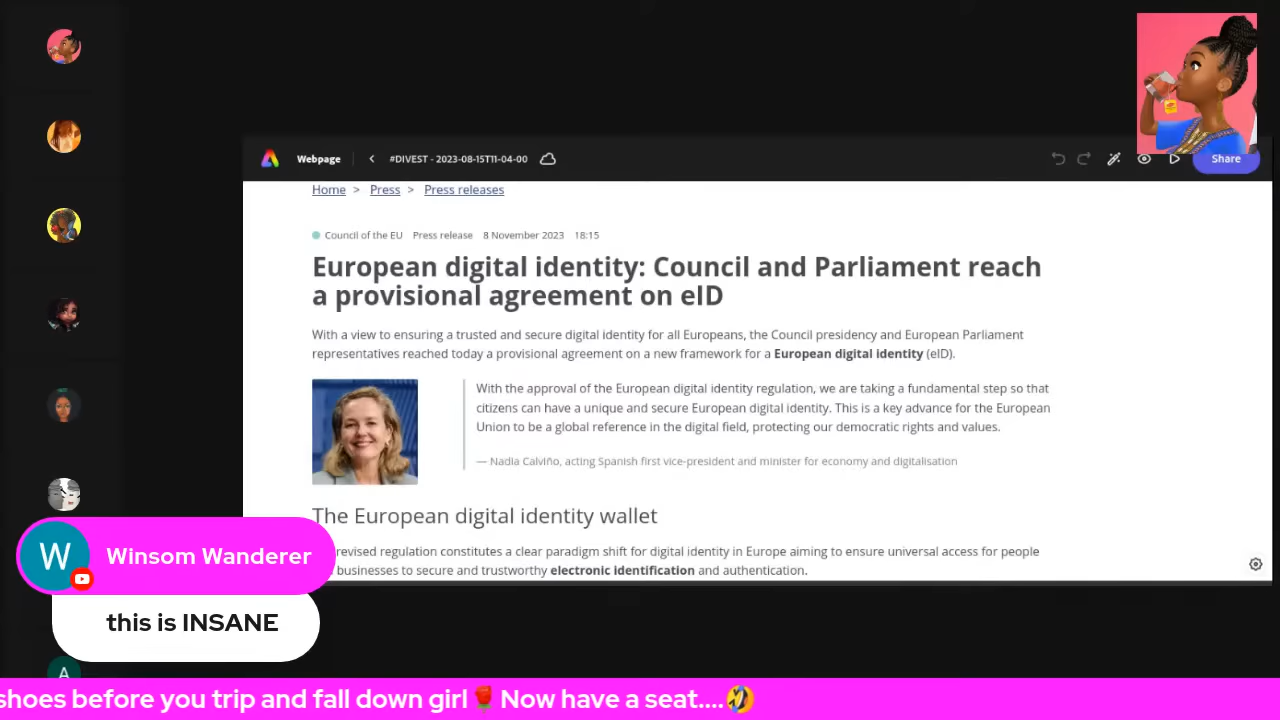 Webpage
#DIVEST - 2023-08-15T11-04-00
Share
Home > Press > Press releases
Council of the EU Press release 8 November 2023 18:15
European digital identity: Council and Parliament reach
a provisional agreement on eID
With a view to ensuring a trusted and secure digital identity for all Europeans, the Council presidency and European Parliament
representatives reached today a provisional agreement on a new framework for a European digital identity (eID).
With the approval of the European digital identity regulation, we are taking a fundamental step so that
citizens can have a unique and secure European digital identity. This is a key advance for the European
Union to be a global reference in the digital field, protecting our democratic rights and values.
— Nadia Calviño, acting Spanish first vice-president and minister for economy and digitalisation
The European digital identity wallet
revised regulation constitutes a clear paradigm shift for digital identity in Europe aiming to ensure universal access for people
businesses to secure and trustworthy electronic identification and authentication.
W
Winsom Wanderer
this is INSANE
A
shoes before you trip and fall down girl🌹Now have a seat....🤣